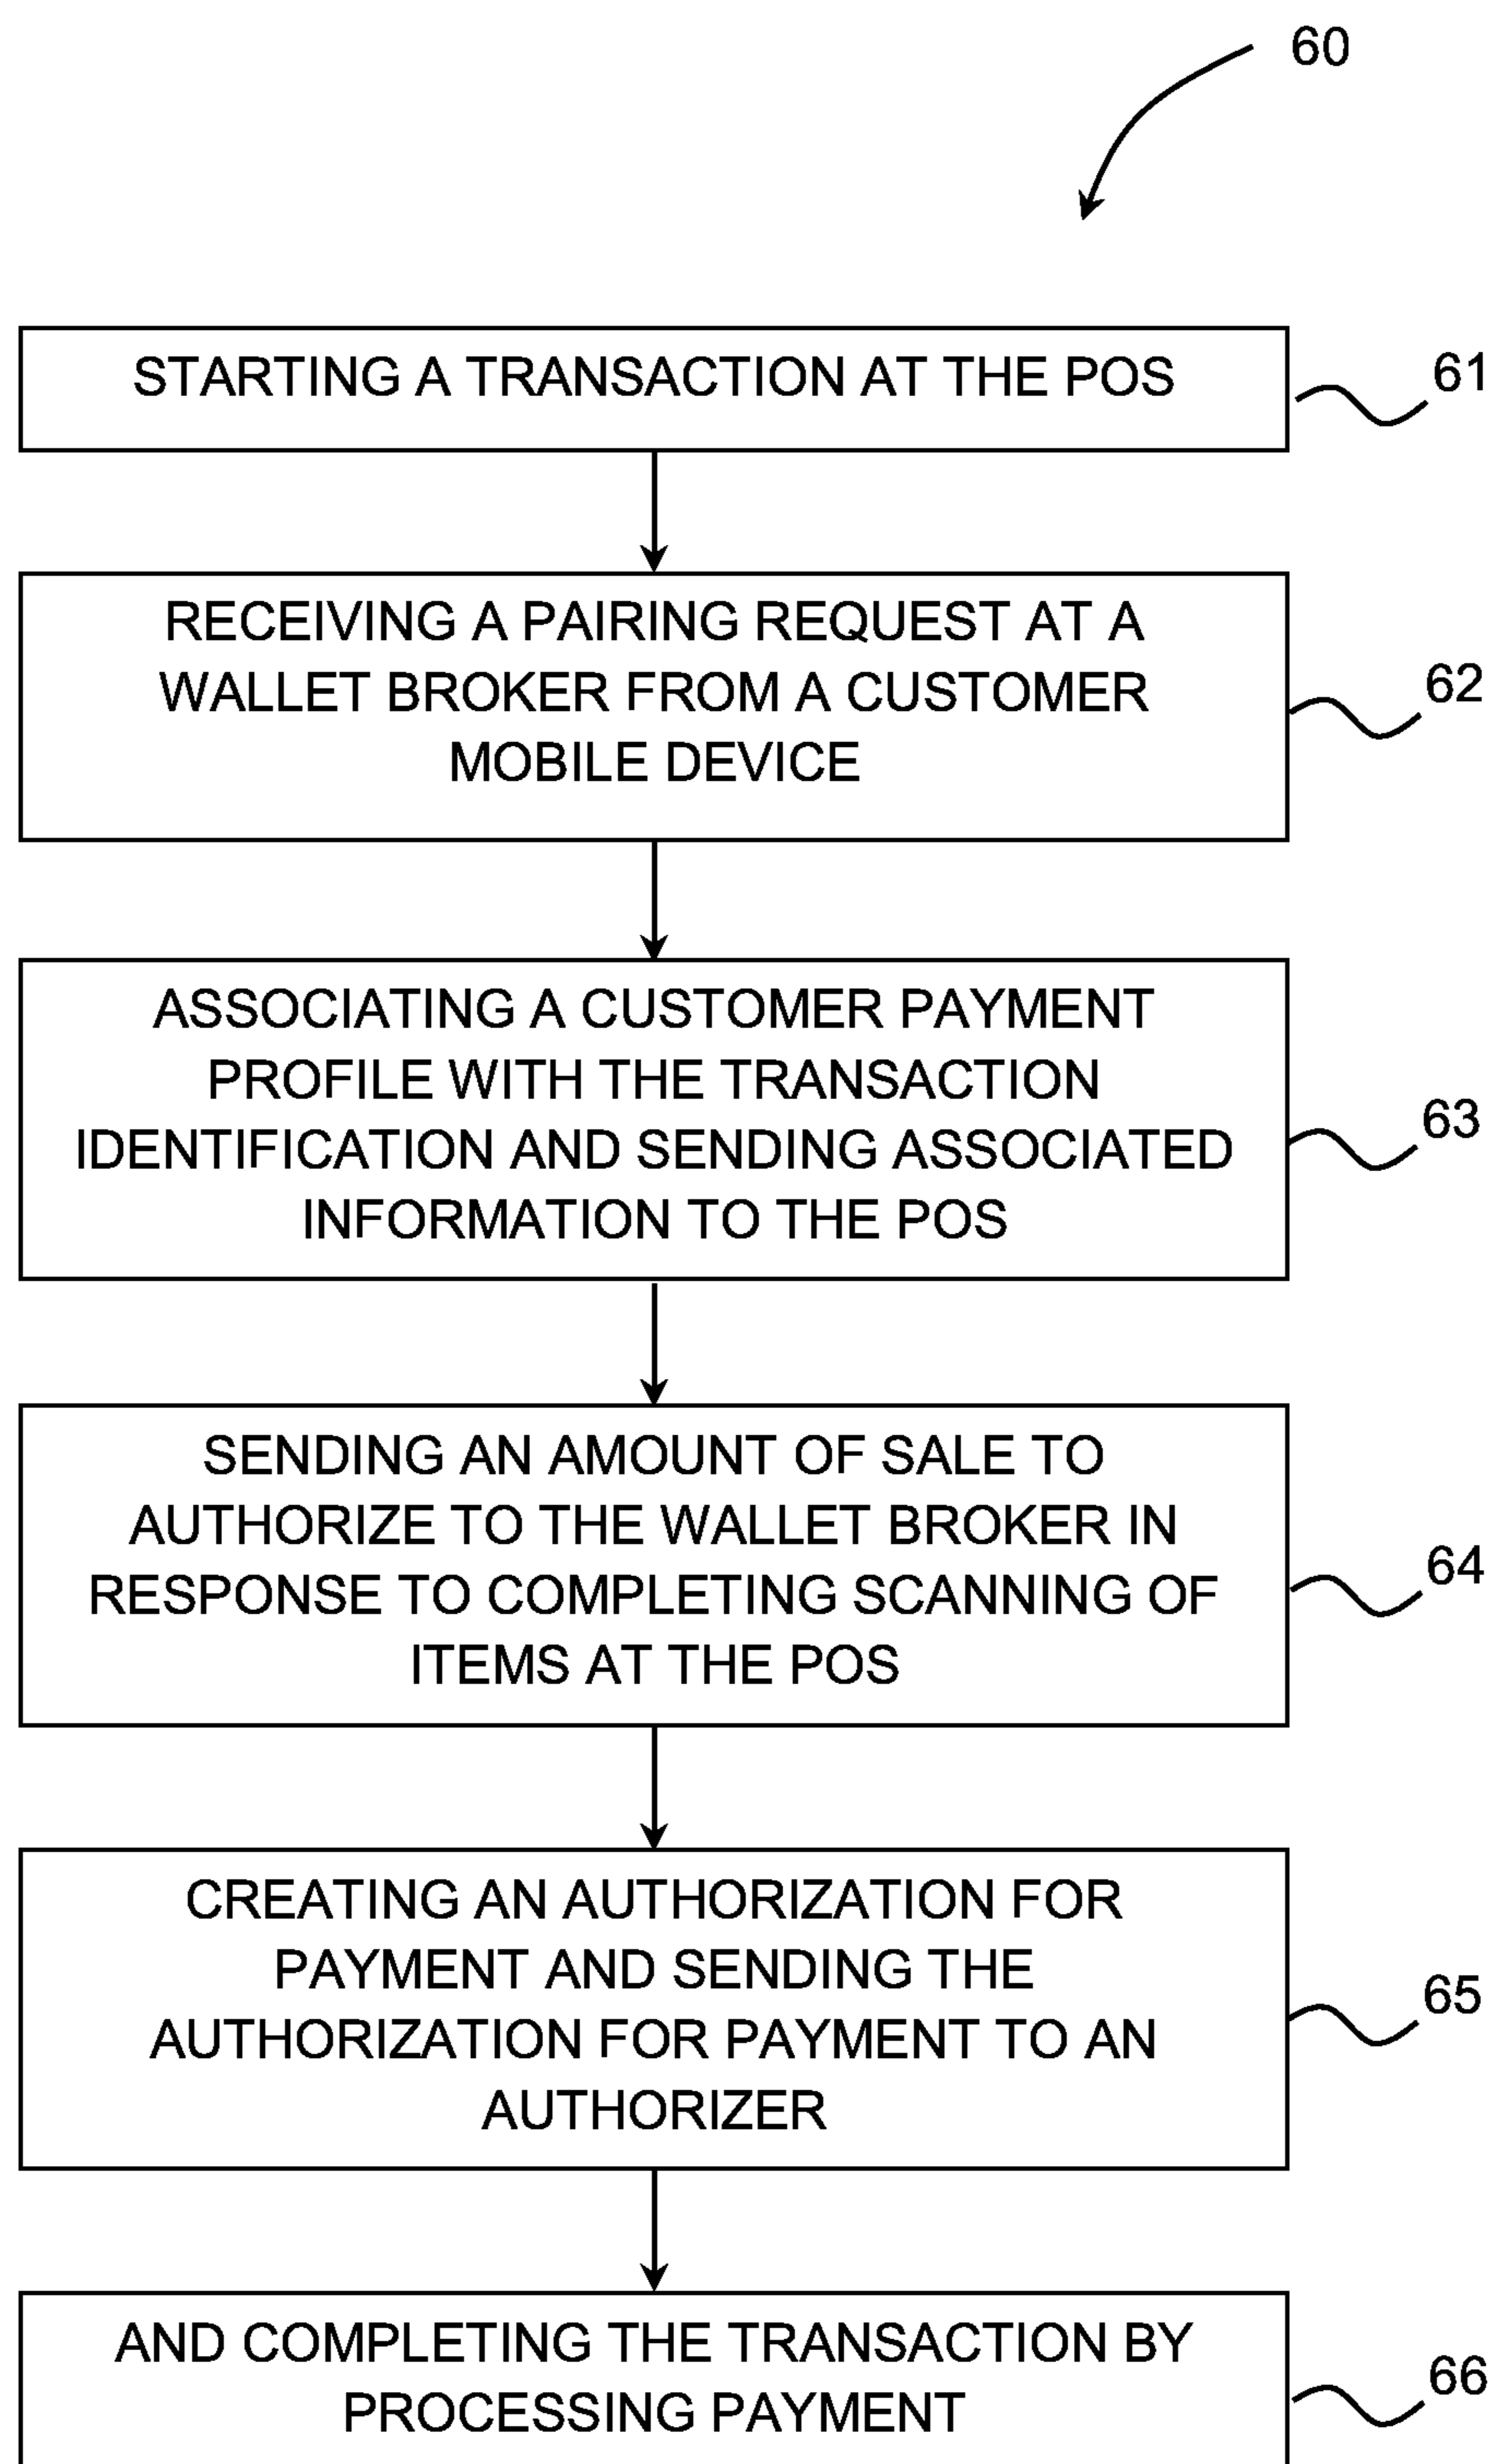 60
STARTING A TRANSACTION AT THE POS
61
RECEIVING A PAIRING REQUEST AT A
WALLET BROKER FROM A CUSTOMER
MOBILE DEVICE
62
ASSOCIATING A CUSTOMER PAYMENT
PROFILE WITH THE TRANSACTION
IDENTIFICATION AND SENDING ASSOCIATED
INFORMATION TO THE POS
63
SENDING AN AMOUNT OF SALE TO
AUTHORIZE TO THE WALLET BROKER IN
RESPONSE TO COMPLETING SCANNING OF
ITEMS AT THE POS
64
CREATING AN AUTHORIZATION FOR
PAYMENT AND SENDING THE
AUTHORIZATION FOR PAYMENT TO AN
AUTHORIZER
65
AND COMPLETING THE TRANSACTION BY
PROCESSING PAYMENT
66